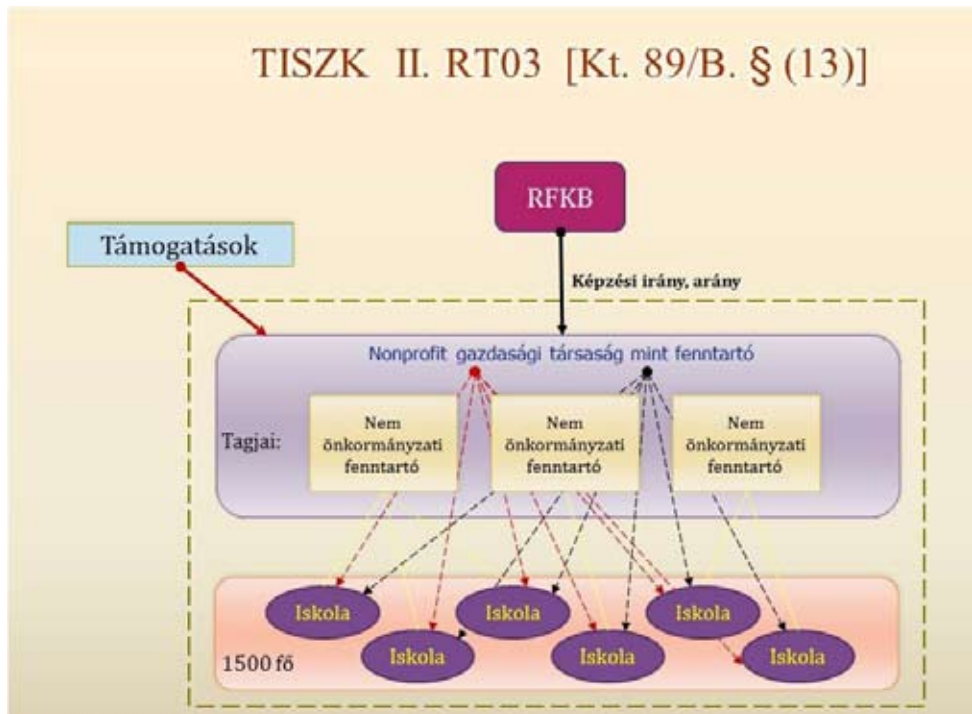 TISZK II. RT03 [Kt. 89/B. § (13)]
RFKB
Támogatások
Képzési irány, arány
Nonprofit gazdasági társaság mint fenntartó
Tagjai:
Nem
önkormányzati
fenntartó
Nem
önkormányzati
fenntartó
Nem
önkormányzati
fenntartó
Iskola
Iskola
Iskola
Iskola
Iskola
Iskola
1500 fő